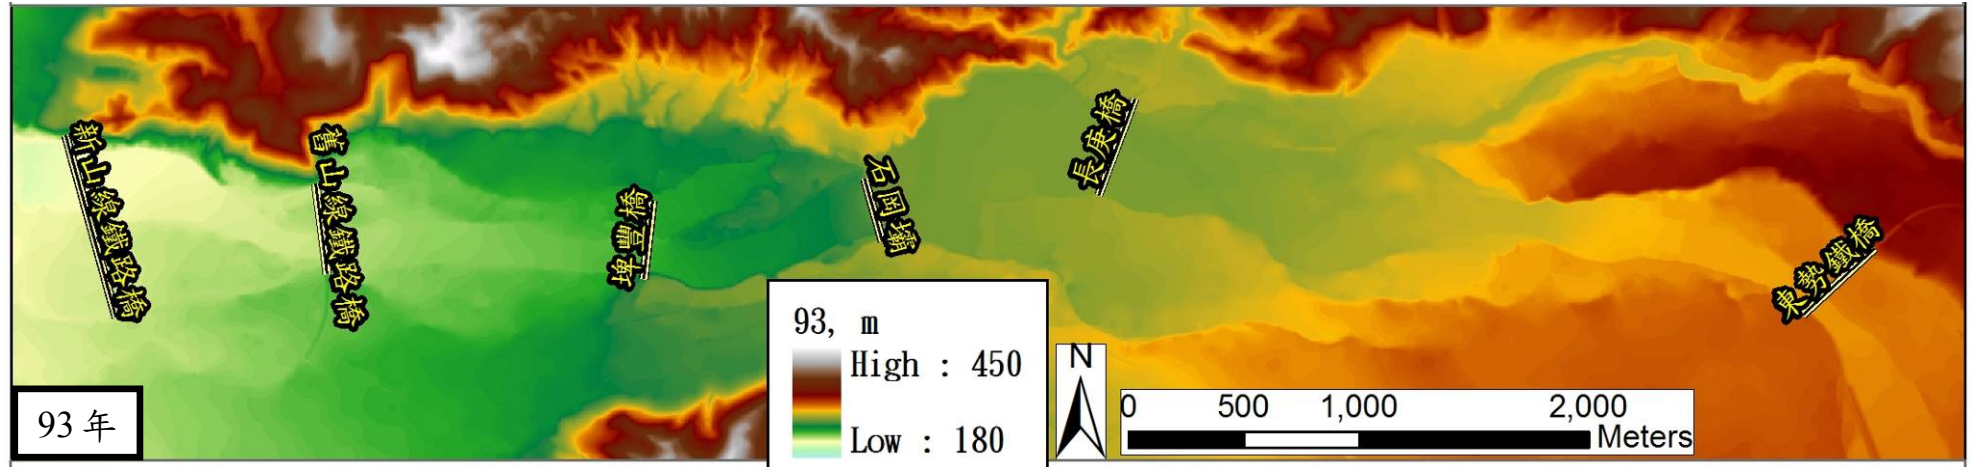 新山線鐵路橋
舊山線鐵路橋
埤豐橋
石岡壩
長庚橋
東勢鐵橋
93, m
High : 450
Low : 180
N
0 500 1,000 2,000
Meters
93年